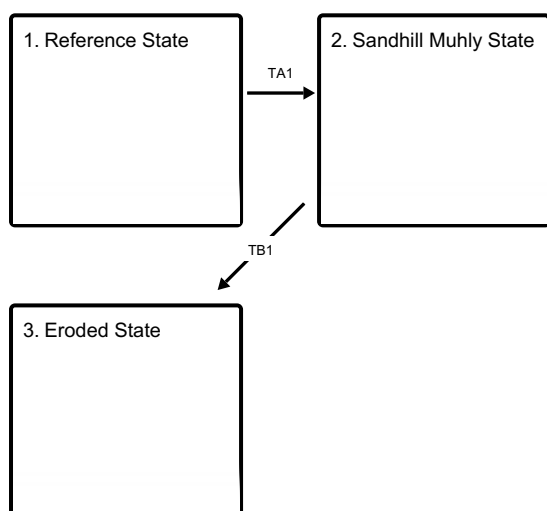 1. Reference State
2. Sandhill Muhly State
TA1
TB1
3. Eroded State